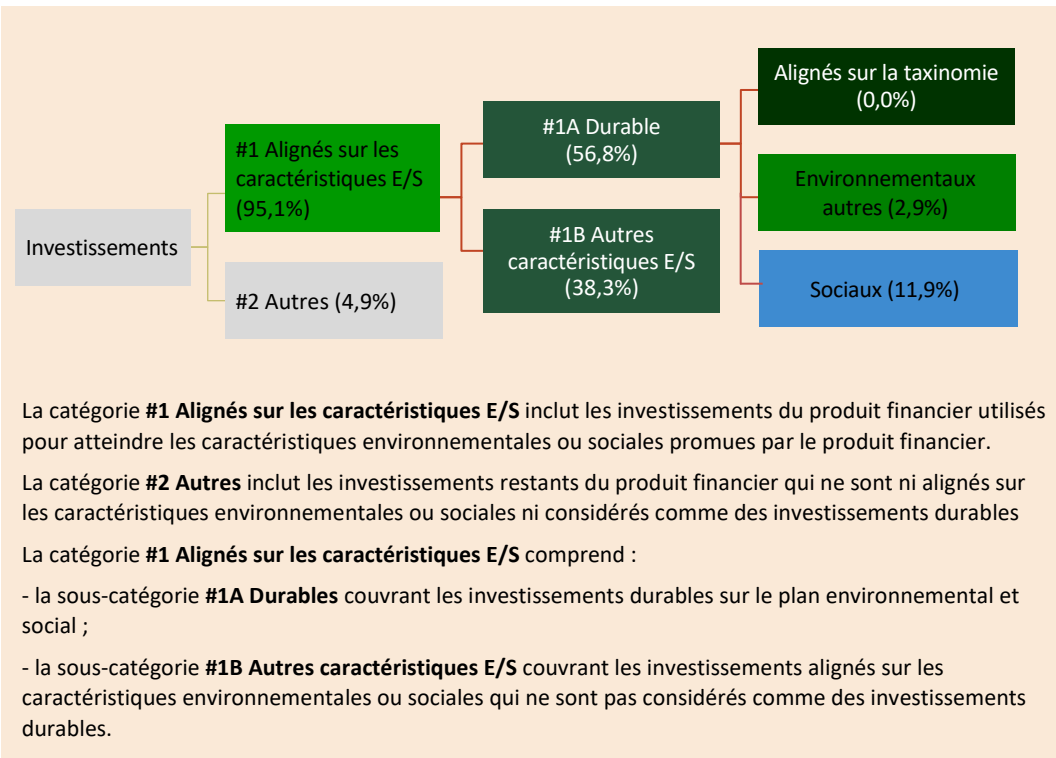 Investissements
#1 Alignés sur les
caractéristiques E/S
(95,1%)
#2 Autres (4,9%)
#1A Durable
(56,8%)
#1B Autres
caractéristiques E/S
(38,3%)
Alignés sur la taxinomie
(0,0%)
Environnementaux
autres (2,9%)
Sociaux (11,9%)
La catégorie #1 Alignés sur les caractéristiques E/S inclut les investissements du produit financier utilisés
pour atteindre les caractéristiques environnementales ou sociales promues par le produit financier.
La catégorie #2 Autres inclut les investissements restants du produit financier qui ne sont ni alignés sur
les caractéristiques environnementales ou sociales ni considérés comme des investissements durables
La catégorie #1 Alignés sur les caractéristiques E/S comprend :
- la sous-catégorie #1A Durables couvrant les investissements durables sur le plan environnemental et
social ;
- la sous-catégorie #1B Autres caractéristiques E/S couvrant les investissements alignés sur les
caractéristiques environnementales ou sociales qui ne sont pas considérés comme des investissements
durables.